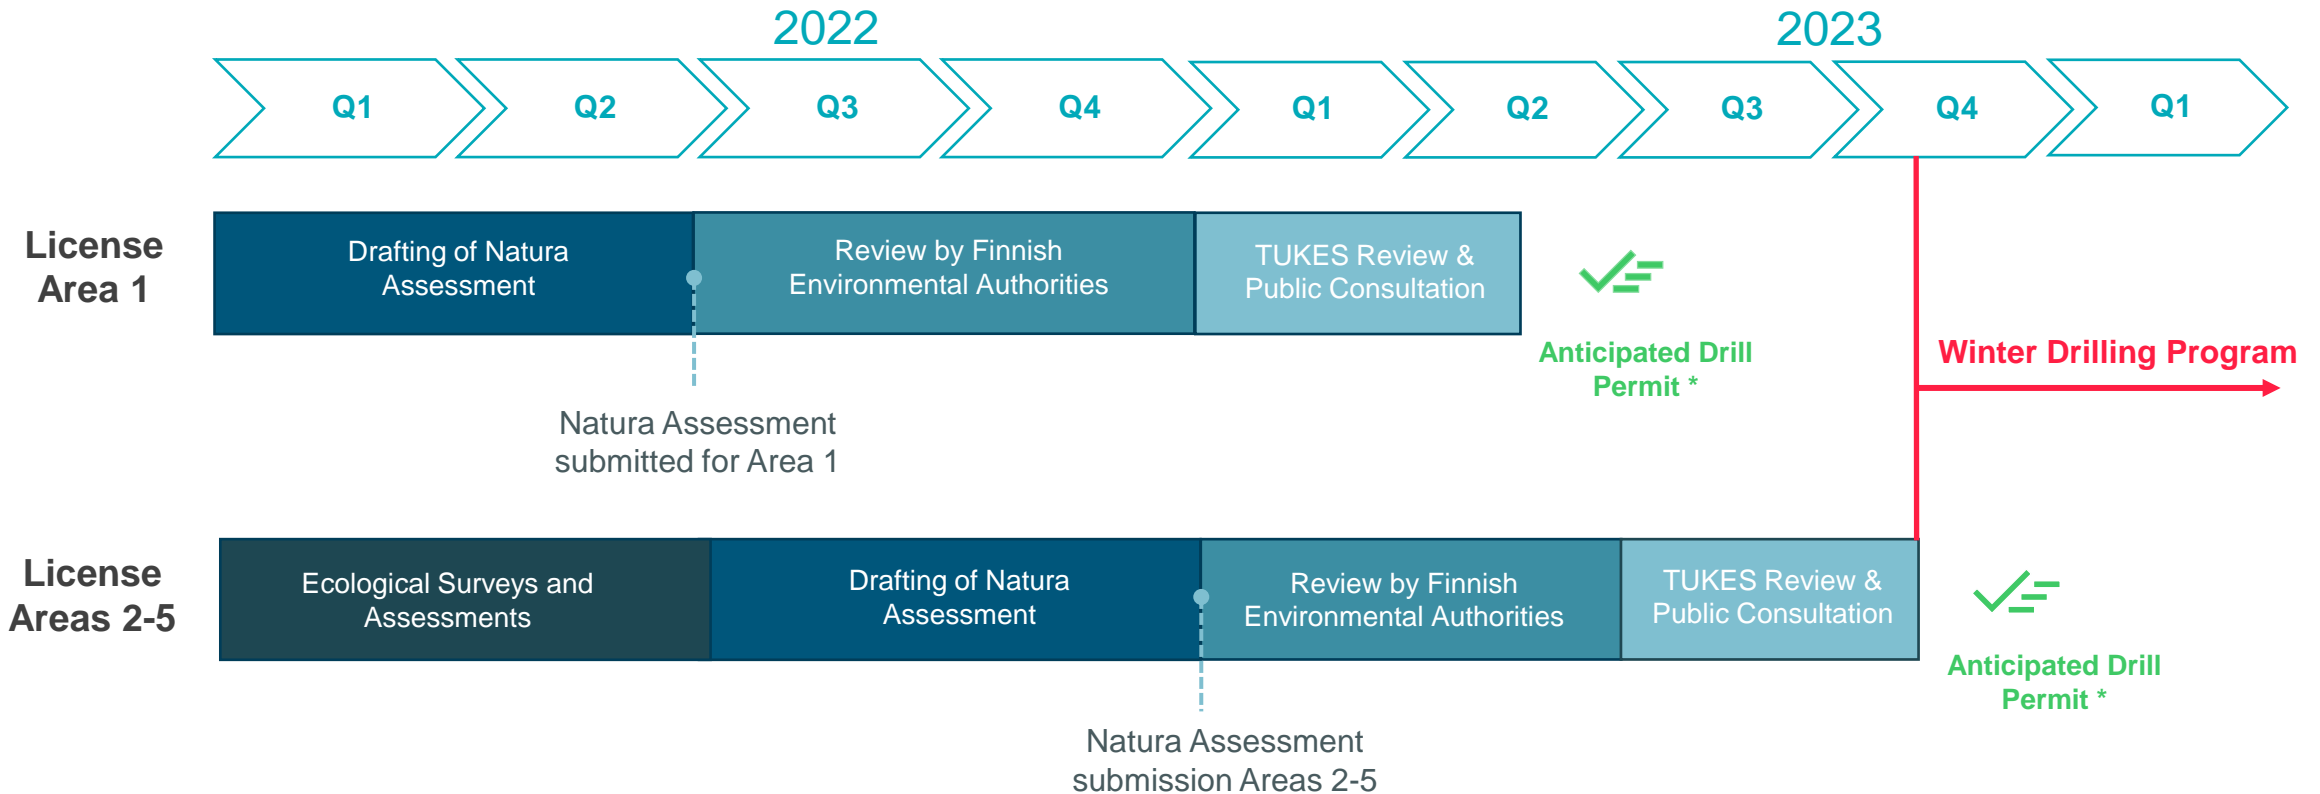 2022
2023
Q1
Q2
Q3
Q4
Q1
Q2
Q3
Q4
Q1
License
Area 1
Drafting of Natura
Assessment
Review by Finnish
Environmental Authorities
TUKES Review &
Public Consultation
Anticipated Drill
Permit *
Winter Drilling Program
Natura Assessment
submitted for Area 1
License
Areas 2-5
Ecological Surveys and
Assessments
Drafting of Natura
Assessment
Review by Finnish
Environmental Authorities
TUKES Review &
Public Consultation
Anticipated Drill
Permit *
Natura Assessment
submission Areas 2-5